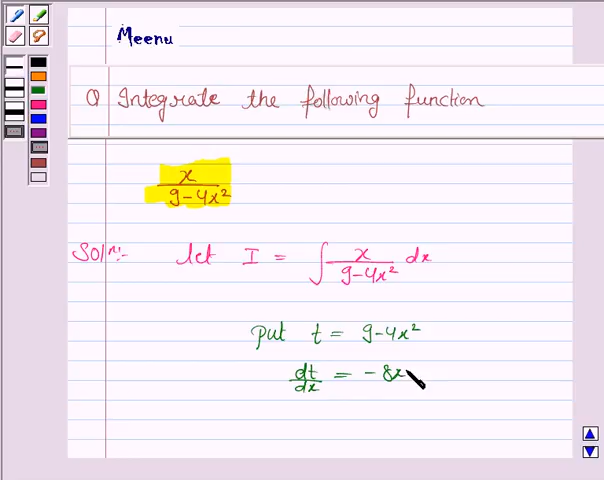 Meenu
Q Integrate the following function
x / 9-4x²
Soln:- let I = ∫ x / 9-4x² dx
put t = 9-4x²
dt / dx = -8x